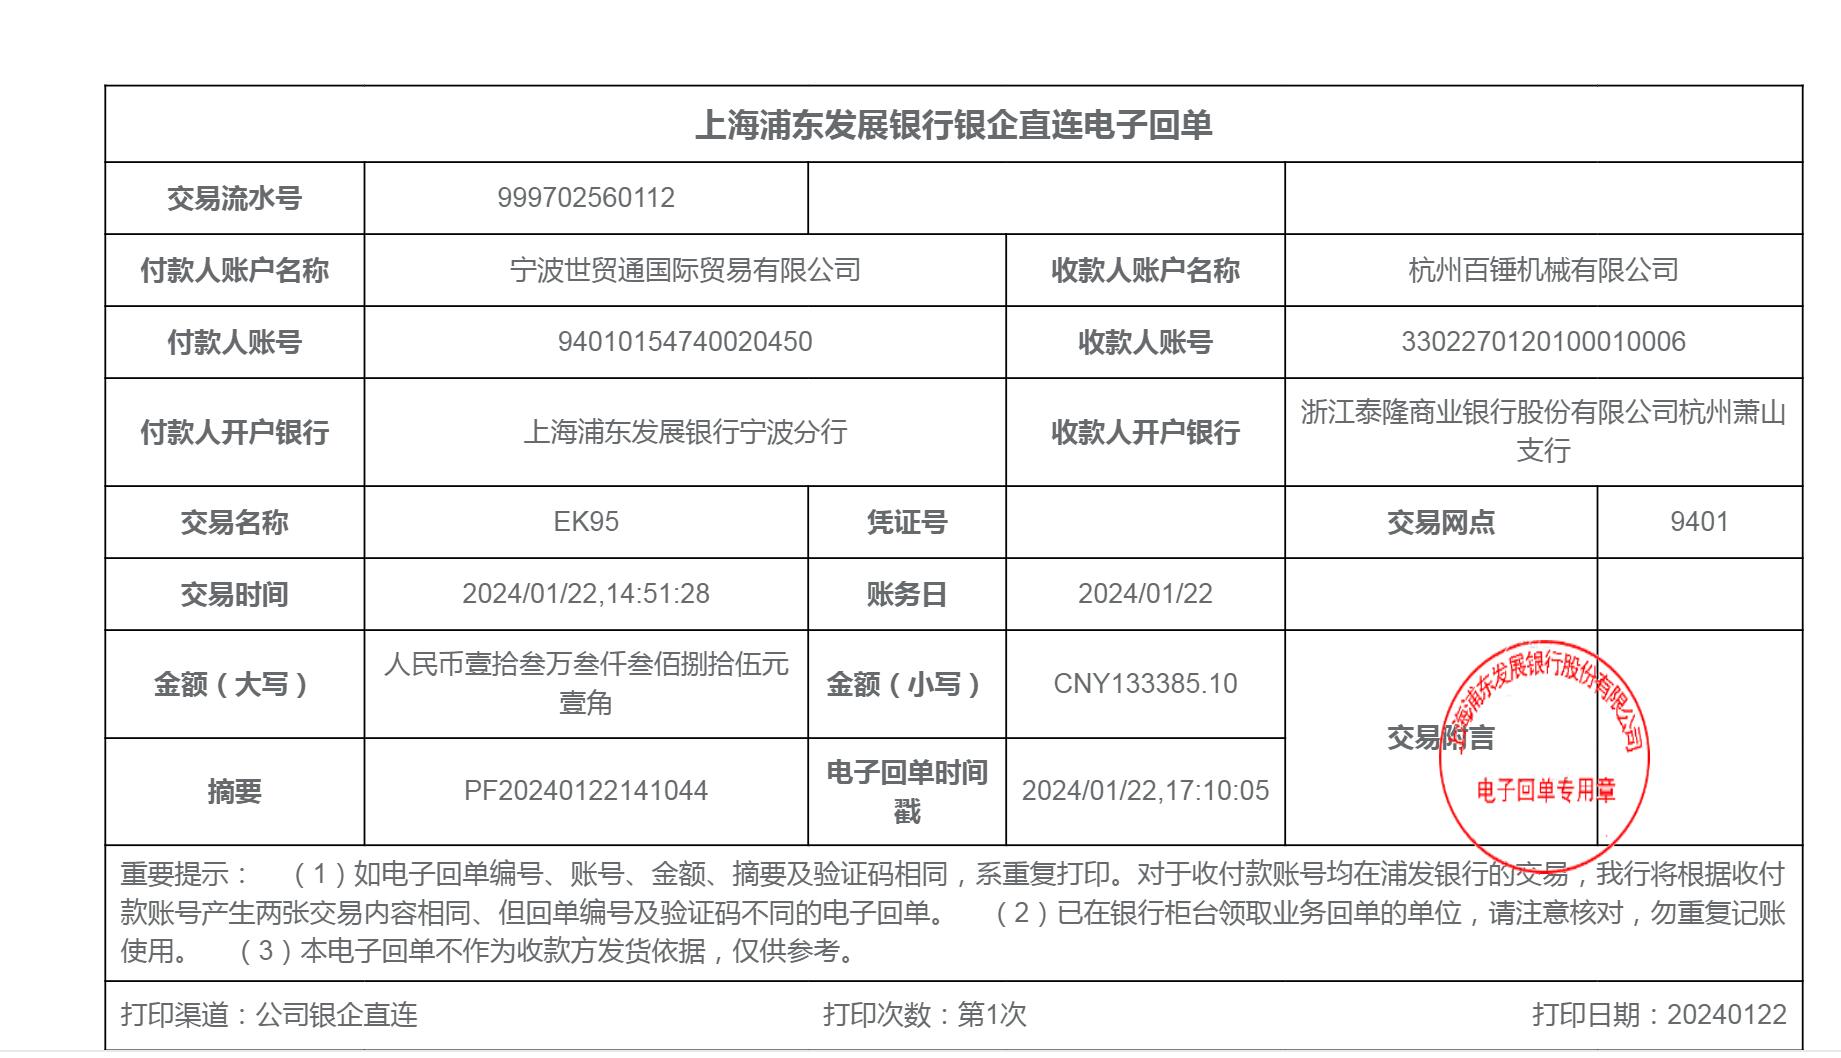 上海浦东发展银行银企直连电子回单
交易流水号 999702560112
付款人账户名称 宁波世贸通国际贸易有限公司 收款人账户名称 杭州百锤机械有限公司
付款人账号 94010154740020450 收款人账号 3302270120100010006
付款人开户银行 上海浦东发展银行宁波分行 收款人开户银行 浙江泰隆商业银行股份有限公司杭州萧山
支行
交易名称 EK95 凭证号 交易网点 9401
交易时间 2024/01/22,14:51:28 账务日 2024/01/22
金额（大写） 人民币壹拾叁万叁仟叁佰捌拾伍元
壹角
金额（小写） CNY133385.10
交易附言
摘要 PF20240122141044 电子回单时间
戳
2024/01/22,17:10:05
上海浦东发展银行股份有限公司
电子回单专用章
重要提示： （1）如电子回单编号、账号、金额、摘要及验证码相同，系重复打印。对于收付款账号均在浦发银行的交易，我行将根据收付
款账号产生两张交易内容相同、但回单编号及验证码不同的电子回单。 （2）已在银行柜台领取业务回单的单位，请注意核对，勿重复记账
使用。 （3）本电子回单不作为收款方发货依据，仅供参考。
打印渠道：公司银企直连 打印次数：第1次 打印日期：20240122